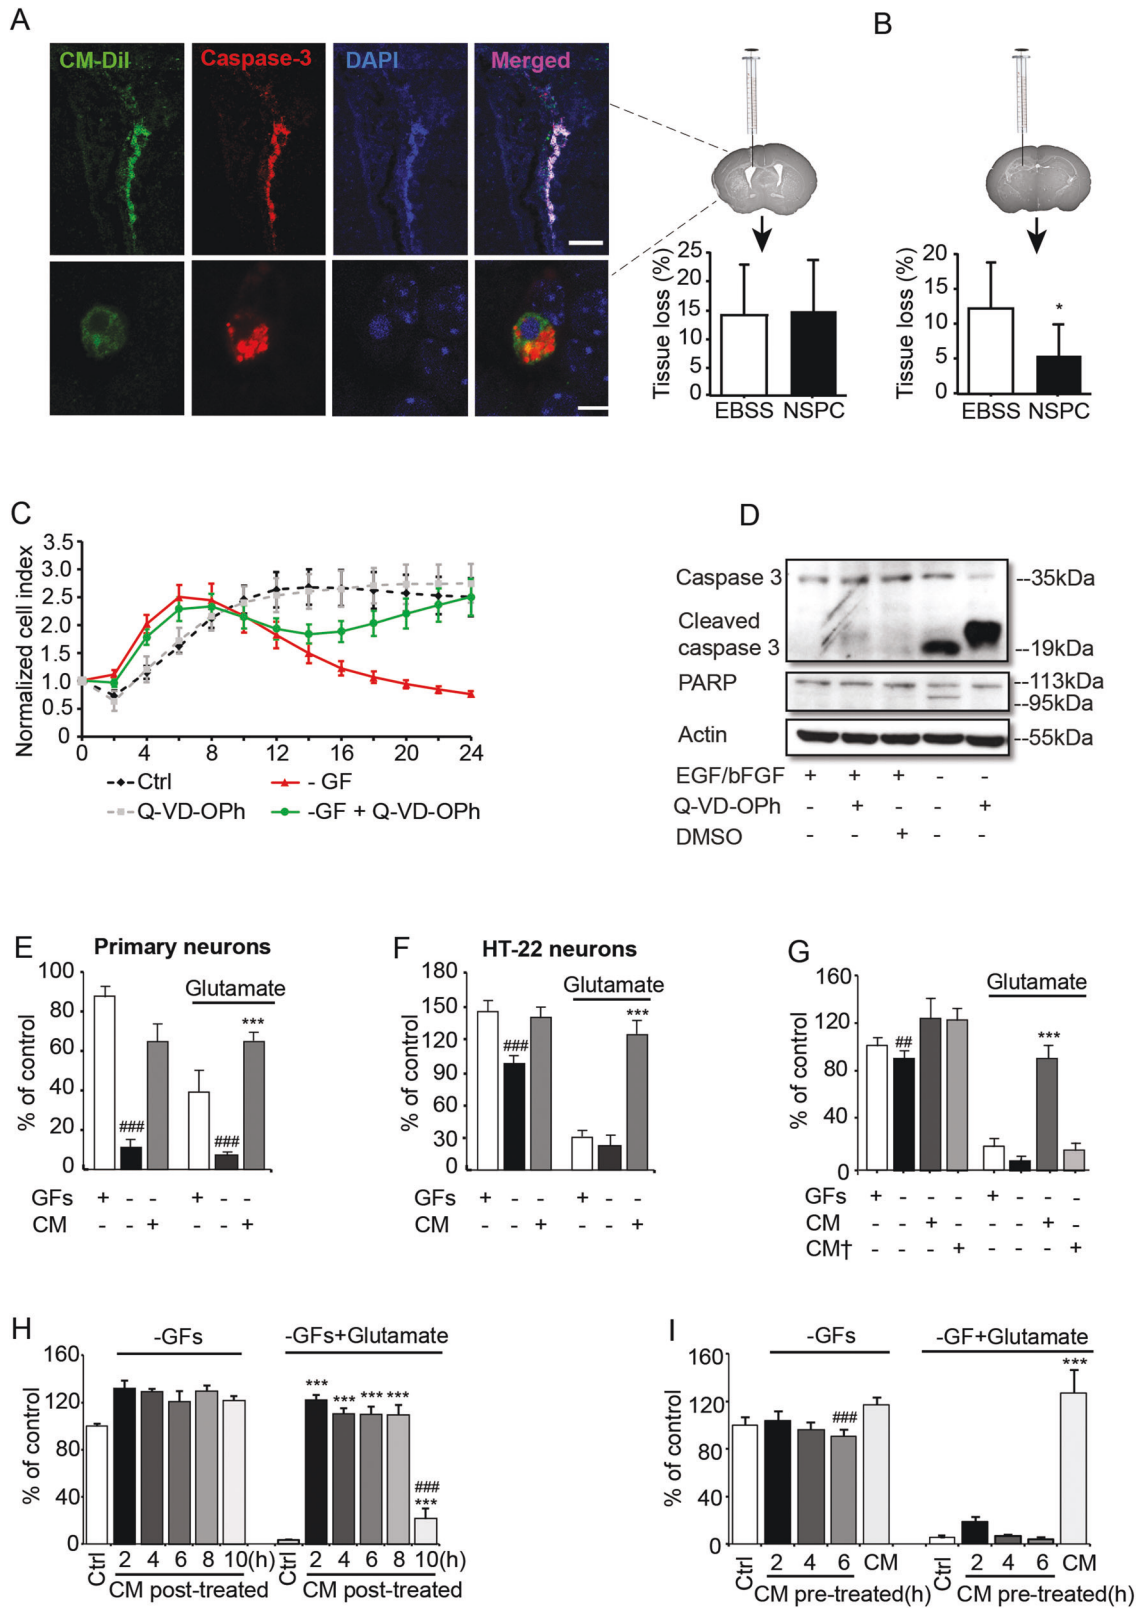 A
B
CM-Dil
Caspase-3
DAPI
Merged
Tissue loss (%)
25
20
15
10
5
0
EBSS NSPC
Tissue loss (%)
20
15
10
5
0
*
EBSS NSPC
C
Normalized cell index
3.5
3.0
2.5
2.0
1.5
1.0
0.5
0
0 4 8 12 16 20 24
Ctrl
- GF
Q-VD-OPh
-GF + Q-VD-OPh
D
Caspase 3
--35kDa
Cleaved
caspase 3
--19kDa
PARP
--113kDa
--95kDa
Actin
--55kDa
EGF/bFGF + + + - -
Q-VD-OPh - + - - +
DMSO - - + - -
E
Primary neurons
% of control
100
80
60
40
20
0
Glutamate
### ### ***
GFs + - - + - -
CM - - + - - +
F
HT-22 neurons
% of control
180
150
120
90
60
30
0
Glutamate
### ***
+ - - + - -
- - + - - +
G
% of control
160
120
80
40
0
Glutamate
## ***
GFs + - - - + - - -
CM - - + - - - + -
CM† - - - + - - - +
H
% of control
160
120
80
40
0
-GFs
-GFs+Glutamate
*** *** *** ***
###
***
Ctrl 2 4 6 8 10(h) Ctrl 2 4 6 8 10(h)
CM post-treated CM post-treated
I
% of control
160
120
80
40
0
-GFs
-GF+Glutamate
### ***
Ctrl 2 4 6 CM Ctrl 2 4 6 CM
CM pre-treated(h) CM pre-treated(h)